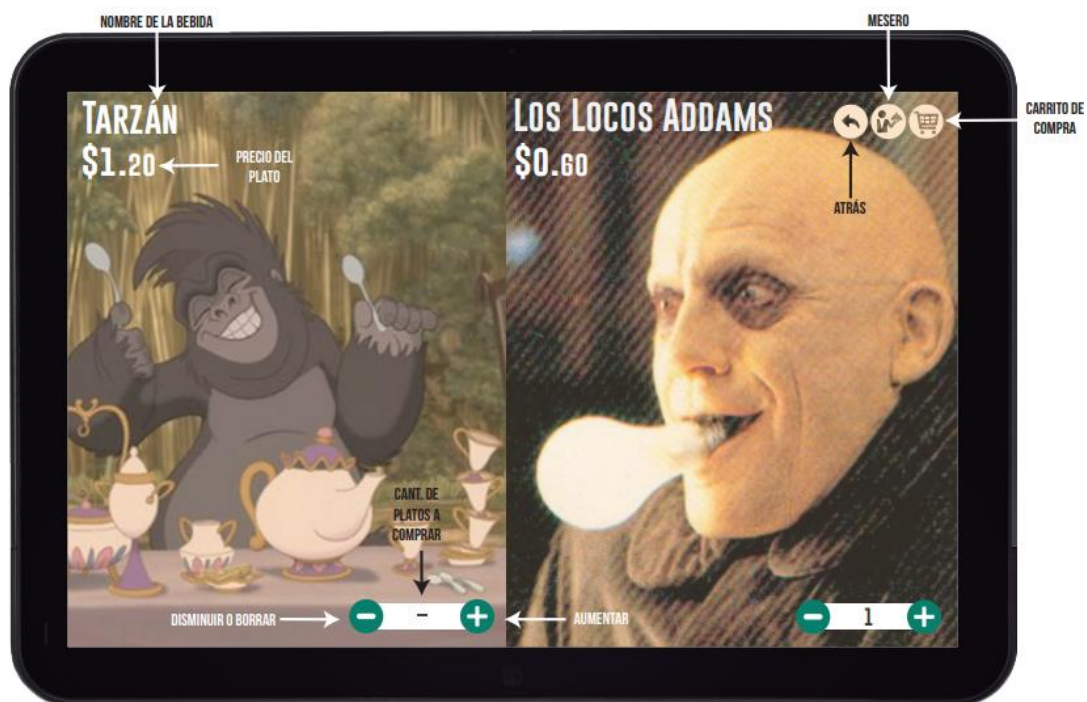 NOMBRE DE LA BEBIDA
MESERO
TARZÁN
$1.20
PRECIO DEL
PLATO
LOS LOCOS ADDAMS
$0.60
CARRITO DE
COMPRA
ATRÁS
CANT. DE
PLATOS A
COMPRAR
DISMINUIR O BORRAR
-
AUMENTAR
1